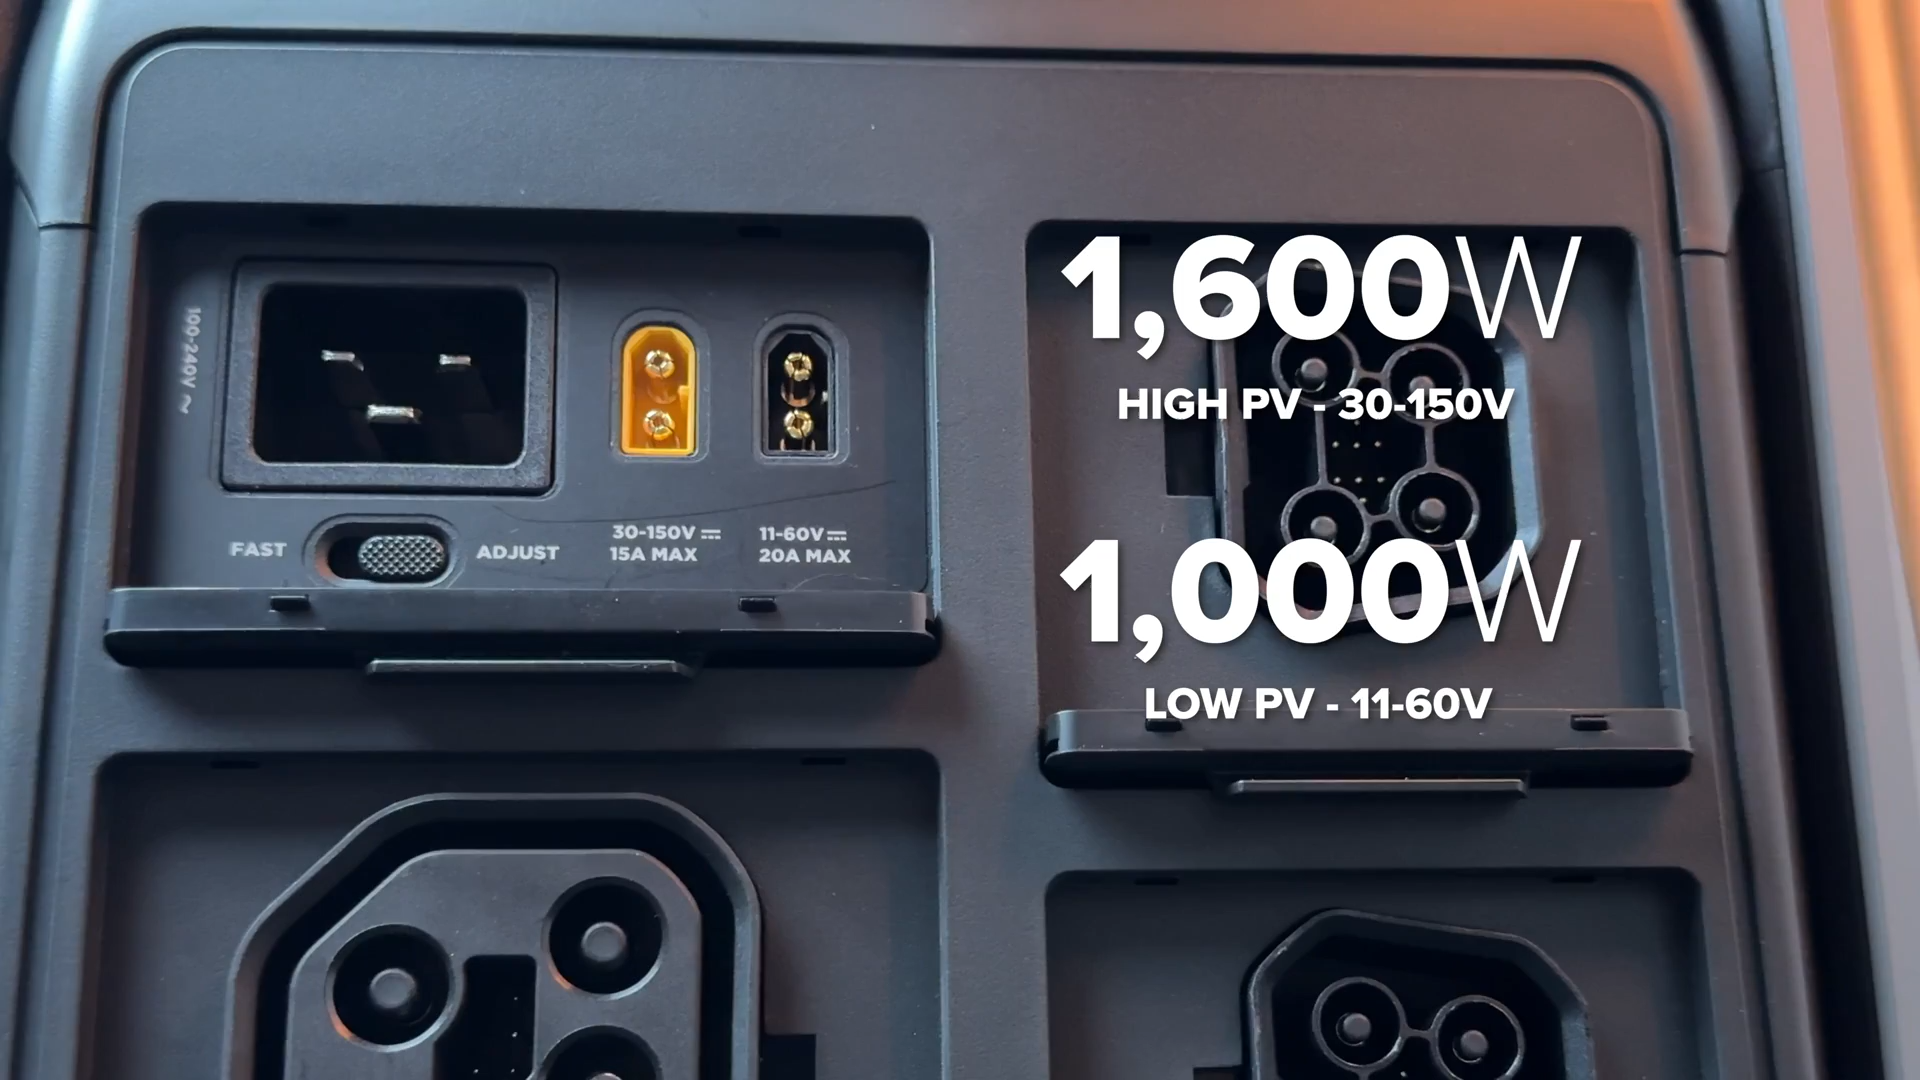 100-240V ~
FAST
ADJUST
30-150V ⎓
15A MAX
11-60V ⎓
20A MAX
1,600W
HIGH PV - 30-150V
1,000W
LOW PV - 11-60V